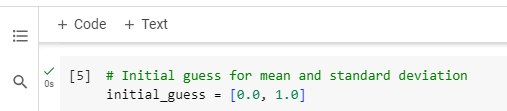 + Code + Text
0s [5] # Initial guess for mean and standard deviation
initial_guess = [0.0, 1.0]